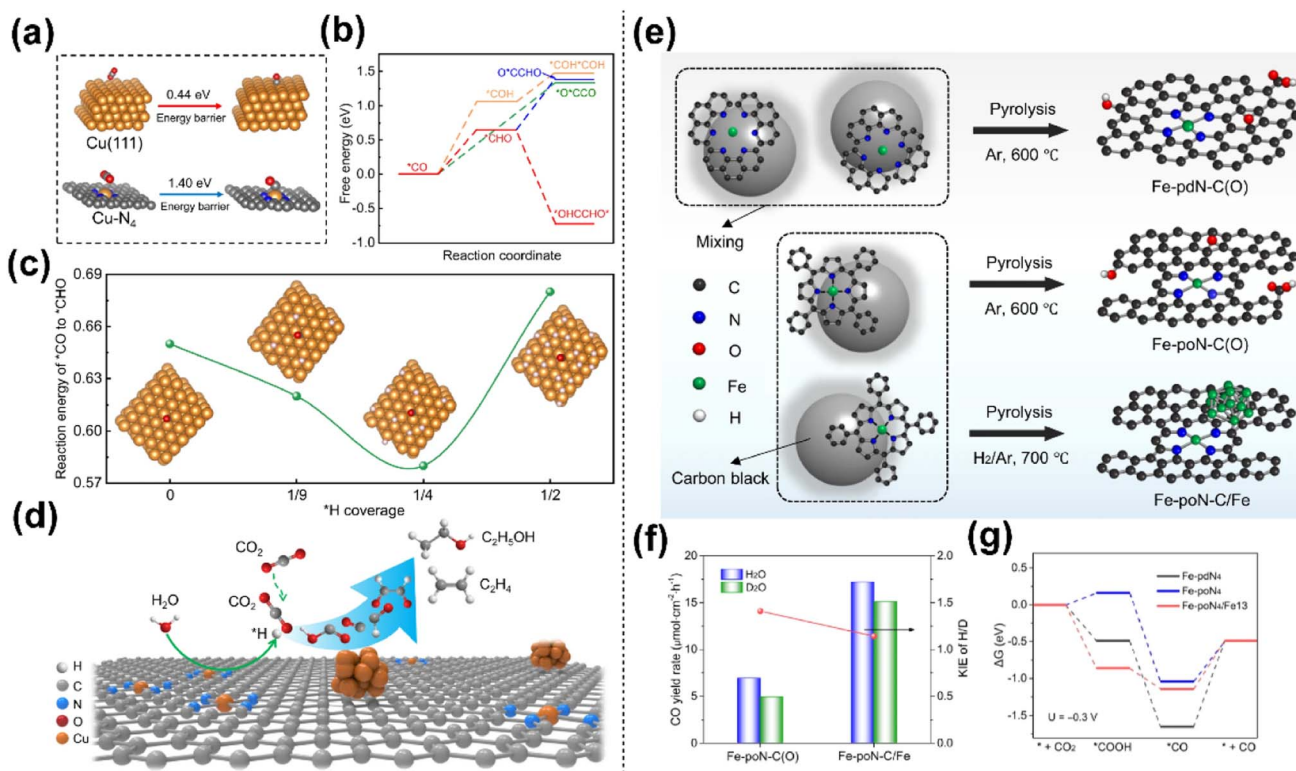 (a)
0.44 eV
Energy barrier
Cu(111)
1.40 eV
Energy barrier
Cu-N4
(b)
Free energy (eV)
1.5
1.0
0.5
0.0
-0.5
-1.0
*COH*COH
O*CCHO
*O*CCO
*COH
*CHO
*CO
*OHCCHO*
Reaction coordinate
(c)
Reaction energy of *CO to *CHO
0.69
0.66
0.63
0.60
0.57
0
1/9
1/4
1/2
*H coverage
(d)
CO2
C2H5OH
C2H4
H2O
CO2
*H
H
C
N
O
Cu
(e)
Pyrolysis
Ar, 600 ℃
Fe-pdN-C(O)
Mixing
Pyrolysis
Ar, 600 ℃
Fe-poN-C(O)
C
N
O
Fe
H
Pyrolysis
H2/Ar, 700 ℃
Carbon black
Fe-poN-C/Fe
(f)
CO yield rate (μmol·cm-2·h-1)
20
15
10
5
0
H2O
D2O
2.0
1.5
1.0
0.5
0.0
KIE of H/D
Fe-poN-C(O)
Fe-poN-C/Fe
(g)
ΔG (eV)
0.5
0.0
-0.5
-1.0
-1.5
Fe-pdN4
Fe-poN4
Fe-poN4/Fe13
U = -0.3 V
* + CO2
*COOH
*CO
* + CO